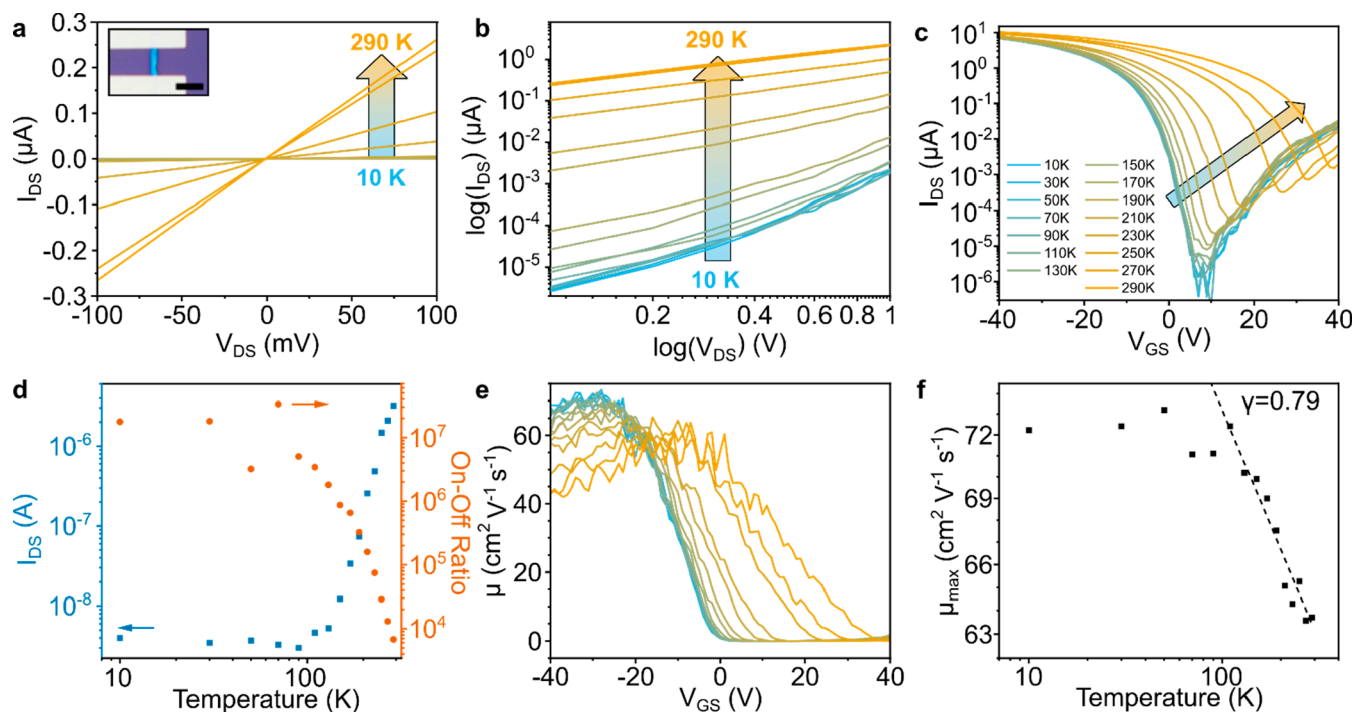 a
0.3
0.2
0.1
0.0
-0.1
-0.2
-0.3
I_DS (µA)
290 K
10 K
-100 -50 0 50 100
V_DS (mV)
b
10^0
10^-1
10^-2
10^-3
10^-4
10^-5
log(I_DS) (µA)
290 K
10 K
0.2 0.4 0.6 0.8 1
log(V_DS) (V)
c
10^1
10^0
10^-1
10^-2
10^-3
10^-4
10^-5
10^-6
I_DS (µA)
10K 150K
30K 170K
50K 190K
70K 210K
90K 230K
110K 250K
130K 270K
290K
-40 -20 0 20 40
V_GS (V)
d
10^-6
10^-7
10^-8
I_DS (A)
10^7
10^6
10^5
10^4
On-Off Ratio
10 100
Temperature (K)
e
60
40
20
0
µ (cm^2 V^-1 s^-1)
-40 -20 0 20 40
V_GS (V)
f
γ=0.79
72
69
66
63
µ_max (cm^2 V^-1 s^-1)
10 100
Temperature (K)